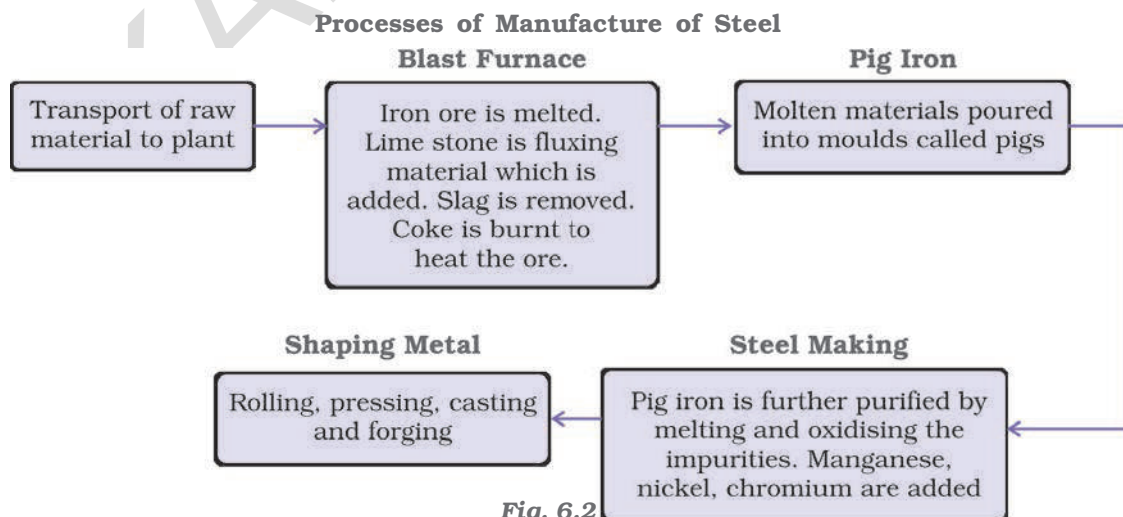 Processes of Manufacture of Steel
Blast Furnace
Pig Iron
Transport of raw
material to plant
Iron ore is melted.
Lime stone is fluxing
material which is
added. Slag is removed.
Coke is burnt to
heat the ore.
Molten materials poured
into moulds called pigs
Shaping Metal
Steel Making
Rolling, pressing, casting
and forging
Pig iron is further purified by
melting and oxidising the
impurities. Manganese,
nickel, chromium are added
Fig. 6.2